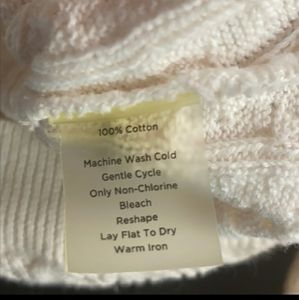 100% Cotton
Machine Wash Cold
Gentle Cycle
Only Non-Chlorine
Bleach
Reshape
Lay Flat To Dry
Warm Iron